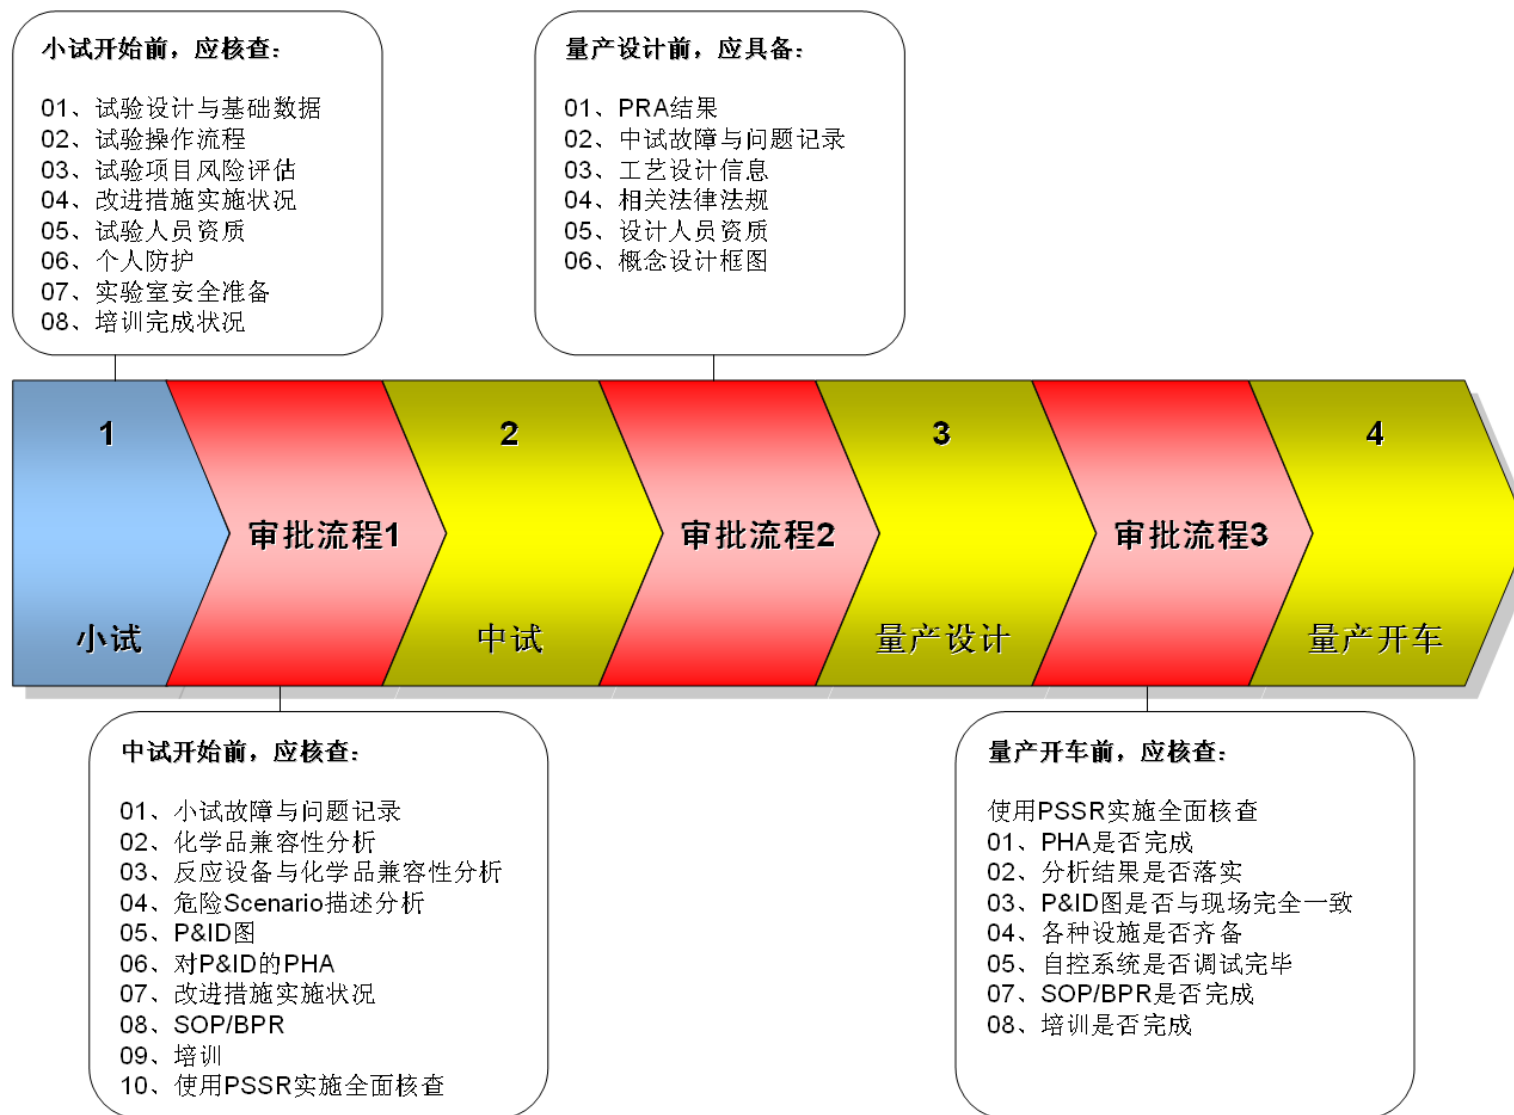 小试开始前，应核查：
01、试验设计与基础数据
02、试验操作流程
03、试验项目风险评估
04、改进措施实施状况
05、试验人员资质
06、个人防护
07、实验室安全准备
08、培训完成状况
量产设计前，应具备：
01、PRA结果
02、中试故障与问题记录
03、工艺设计信息
04、相关法律法规
05、设计人员资质
06、概念设计框图
1
2
3
4
审批流程1
审批流程2
审批流程3
小试
中试
量产设计
量产开车
中试开始前，应核查：
01、小试故障与问题记录
02、化学品兼容性分析
03、反应设备与化学品兼容性分析
04、危险Scenario描述分析
05、P&ID图
06、对P&ID的PHA
07、改进措施实施状况
08、SOP/BPR
09、培训
10、使用PSSR实施全面核查
量产开车前，应核查：
使用PSSR实施全面核查
01、PHA是否完成
02、分析结果是否落实
03、P&ID图是否与现场完全一致
04、各种设施是否齐备
05、自控系统是否调试完毕
07、SOP/BPR是否完成
08、培训是否完成